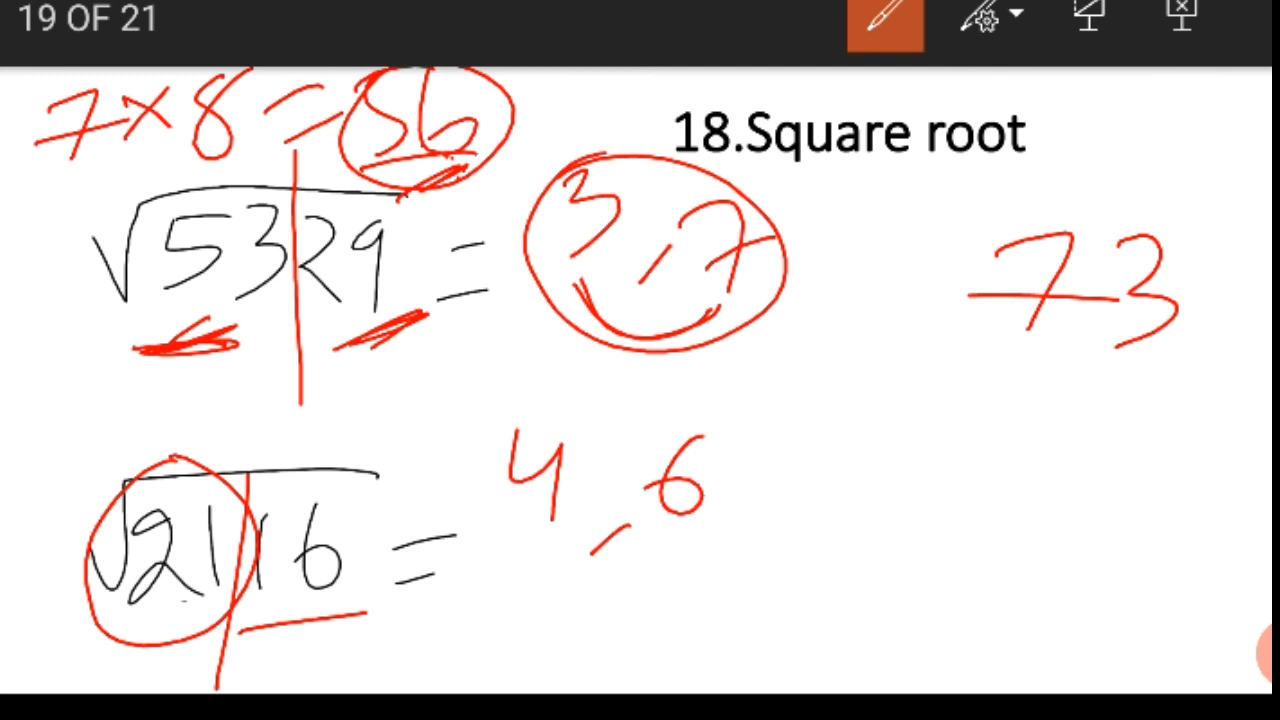 19 OF 21
7×8=56
18.Square root
√5329 = 3,7
73
√2116 = 4,6